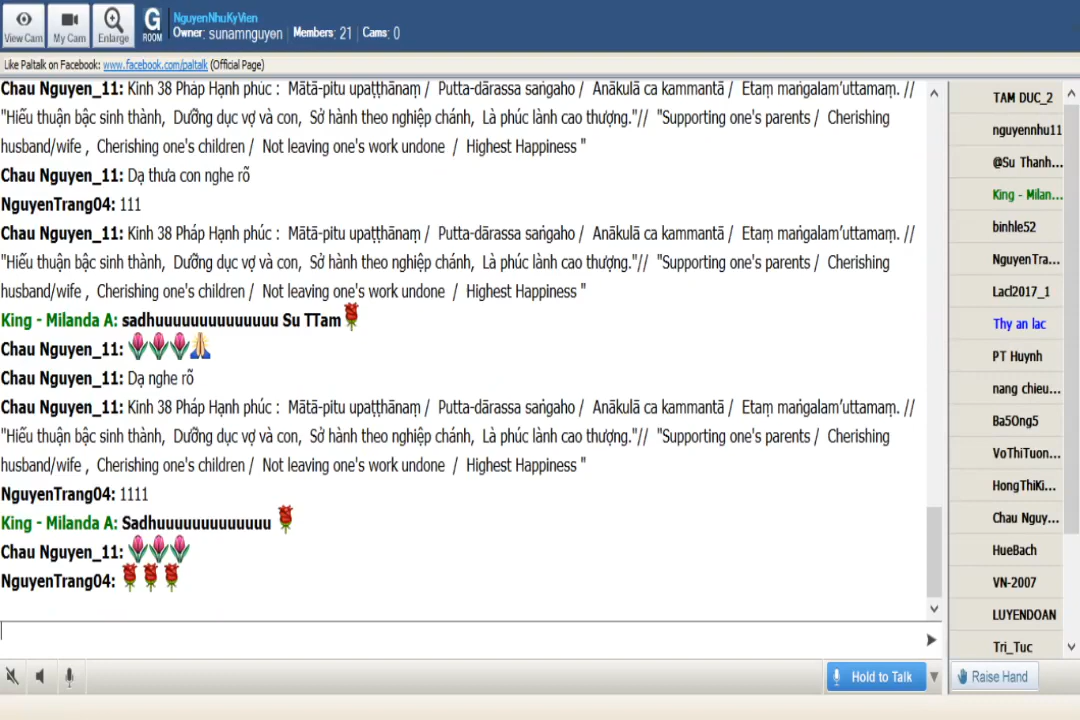 NguyenNhuKyVien
View Cam My Cam Enlarge G ROOM Owner: sunamnguyen Members: 21 Cams: 0
Like Paltalk on Facebook: www.facebook.com/paltalk (Official Page)
Chau Nguyen_11: Kinh 38 Pháp Hạnh phúc : Mātā-pitu upaṭṭhānaṃ / Putta-dārassa saṅgaho / Anākulā ca kammantā / Etaṃ maṅgalam’uttamaṃ. //
"Hiếu thuận bậc sinh thành, Dưỡng dục vợ và con, Sở hành theo nghiệp chánh, Là phúc lành cao thượng."// "Supporting one's parents / Cherishing
husband/wife , Cherishing one's children / Not leaving one's work undone / Highest Happiness "
Chau Nguyen_11: Dạ thưa con nghe rõ
NguyenTrang04: 111
Chau Nguyen_11: Kinh 38 Pháp Hạnh phúc : Mātā-pitu upaṭṭhānaṃ / Putta-dārassa saṅgaho / Anākulā ca kammantā / Etaṃ maṅgalam’uttamaṃ. //
"Hiếu thuận bậc sinh thành, Dưỡng dục vợ và con, Sở hành theo nghiệp chánh, Là phúc lành cao thượng."// "Supporting one's parents / Cherishing
husband/wife , Cherishing one's children / Not leaving one's work undone / Highest Happiness "
King - Milanda A: sadhuuuuuuuuuuuuuuu Su TTam
Chau Nguyen_11:
Chau Nguyen_11: Dạ nghe rõ
Chau Nguyen_11: Kinh 38 Pháp Hạnh phúc : Mātā-pitu upaṭṭhānaṃ / Putta-dārassa saṅgaho / Anākulā ca kammantā / Etaṃ maṅgalam’uttamaṃ. //
"Hiếu thuận bậc sinh thành, Dưỡng dục vợ và con, Sở hành theo nghiệp chánh, Là phúc lành cao thượng."// "Supporting one's parents / Cherishing
husband/wife , Cherishing one's children / Not leaving one's work undone / Highest Happiness "
NguyenTrang04: 1111
King - Milanda A: Sadhuuuuuuuuuuuuu
Chau Nguyen_11:
NguyenTrang04:
TAM DUC_2
nguyennhu11
@Su Thanh...
King - Milan...
binhle52
NguyenTra...
Lacl2017_1
Thy an lac
PT Huynh
nang chieu...
Ba5Ong5
VoThiTuon...
HongThiKi...
Chau Nguy...
HueBach
VN-2007
LUYENDOAN
Tri_Tuc
Hold to Talk
Raise Hand